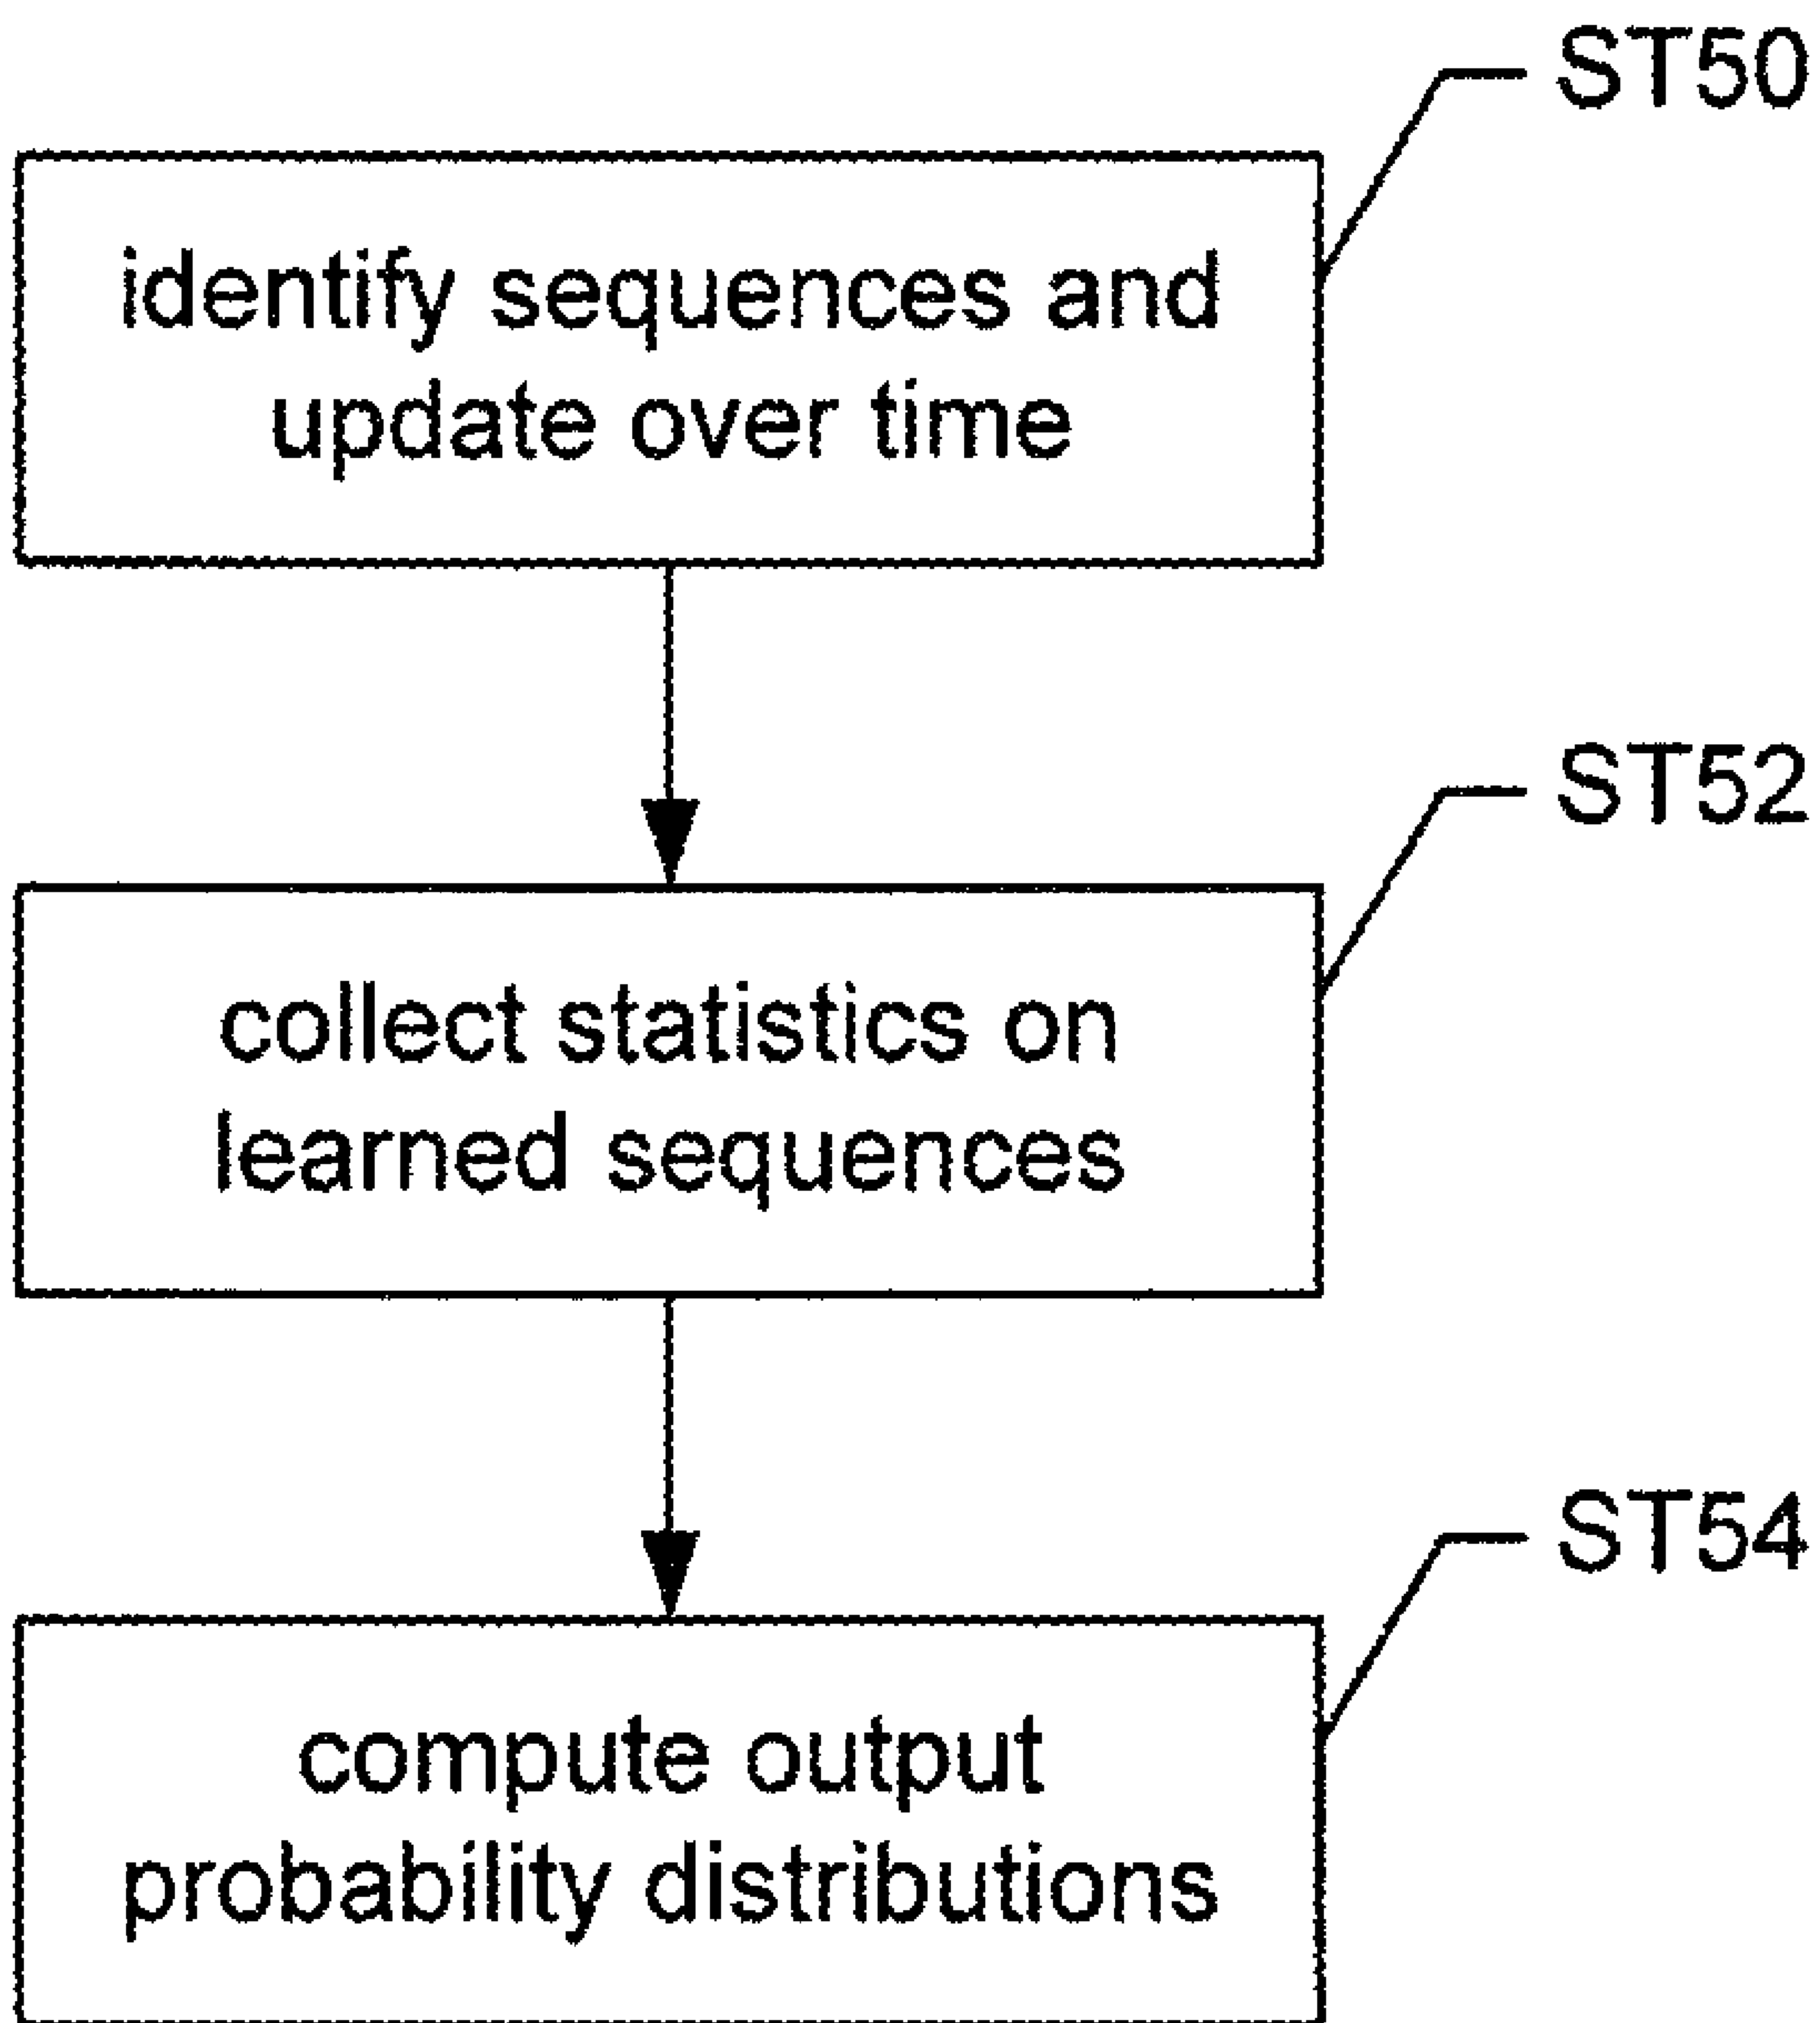 ST50
identify sequences and
update over time
ST52
collect statistics on
learned sequences
ST54
compute output
probability distributions